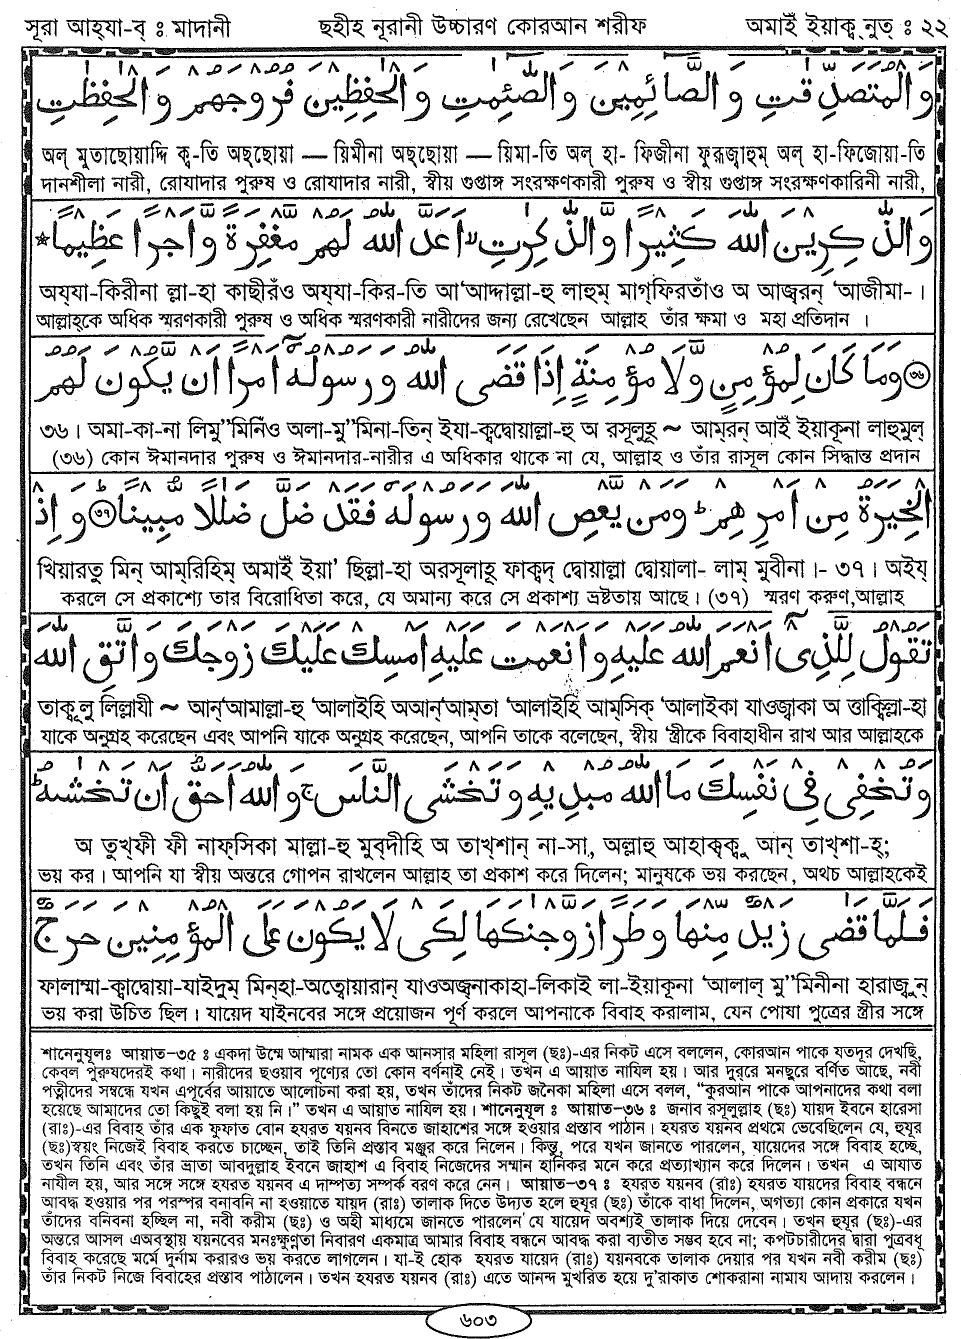 সূরা আহ্‌যা-ব্ ঃ মাদানী ছহীহ নূরানী উচ্চারণ কোরআন শরীফ অমাইঁ ইয়াক্ব্‌নুত্ ঃ ২২
وَالْمُتَصَدِّقٰتِ وَالصَّآئِمِيْنَ وَالصّٰٓئِمٰتِ وَالْحٰفِظِيْنَ فُرُوْجَهُمْ وَالْحٰفِظٰتِ
অল্ মুতাছোয়াদ্দি ক্ব-তি অছ্‌ছোয়া — য়িমীনা অছ্‌ছোয়া — য়িমা-তি অল্ হা- ফিজীনা ফুরূজ্বাহুম্ অল্ হা-ফিজোয়া-তি
দানশীলা নারী, রোযাদার পুরুষ ও রোযাদার নারী, স্বীয় গুপ্তাঙ্গ সংরক্ষণকারী পুরুষ ও স্বীয় গুপ্তাঙ্গ সংরক্ষণকারিনী নারী,
وَالذّٰكِرِيْنَ اللّٰهَ كَثِيْرًا وَّالذّٰكِرٰتِ ۙ اَعَدَّ اللّٰهُ لَهُمْ مَّغْفِرَةً وَّاَجْرًا عَظِيْمًا ★
অয্‌যা-কিরীনা ল্লা-হা কাছীরঁও অয্‌যা-কির-তি আ‘আদ্দাল্লা-হু লাহুম্ মাগ্‌ফিরতাঁও অ আজ্বরন্ ‘আজীমা-।
আল্লাহ্‌কে অধিক স্মরণকারী পুরুষ ও অধিক স্মরণকারী নারীদের জন্য রেখেছেন আল্লাহ তাঁর ক্ষমা ও মহা প্রতিদান ।
৩৬ وَمَا كَانَ لِمُؤْمِنٍ وَّلَا مُؤْمِنَةٍ اِذَا قَضَى اللّٰهُ وَرَسُوْلُهٗٓ اَمْرًا اَنْ يَّكُوْنَ لَهُمُ
৩৬। অমা-কা-না লিমু"মিনিঁও অলা-মু"মিনা-তিন্ ইযা-ক্বদ্বোয়াল্লা-হু অ রসূলুহূ ~ আম্‌রন্ আইঁ ইয়াকূনা লাহুমুল্
(৩৬) কোন ঈমানদার পুরুষ ও ঈমানদার-নারীর এ অধিকার থাকে না যে, আল্লাহ ও তাঁর রাসূল কোন সিদ্ধান্ত প্রদান
الْخِيَرَةُ مِنْ اَمْرِهِمْ ؕ وَمَنْ يَّعْصِ اللّٰهَ وَرَسُوْلَهٗ فَقَدْ ضَلَّ ضَلٰلًا مُّبِيْنًا ৩৭ وَاِذْ
খিয়ারতু মিন্ আম্‌রিহিম্ অমাইঁ ইয়া’ ছিল্লা-হা অরসূলাহূ ফাক্বদ্ দ্বোয়াল্লা দ্বোয়ালা- লাম্ মুবীনা।- ৩৭। অইয্
করলে সে প্রকাশ্যে তার বিরোধিতা করে, যে অমান্য করে সে প্রকাশ্য ভ্রষ্টতায় আছে। (৩৭) স্মরণ করুণ,আল্লাহ
تَقُوْلُ لِلَّذِىْٓ اَنْعَمَ اللّٰهُ عَلَيْهِ وَاَنْعَمْتَ عَلَيْهِ اَمْسِكْ عَلَيْكَ زَوْجَكَ وَاتَّقِ اللّٰهَ
তাকূলু লিল্লাযী ~ আন্‘আমাল্লা-হু ‘আলাইহি অআন্‘আম্‌তা ‘আলাইহি আম্‌সিক্ ‘আলাইকা যাওজ্বাকা অ ত্তাক্বিল্লা-হা
যাকে অনুগ্রহ করেছেন এবং আপনি যাকে অনুগ্রহ করেছেন, আপনি তাকে বলেছেন, স্বীয় স্ত্রীকে বিবাহাধীন রাখ আর আল্লাহকে
وَتُخْفِىْ فِىْ نَفْسِكَ مَا اللّٰهُ مُبْدِيْهِ وَتَخْشَى النَّاسَ ۚ وَاللّٰهُ اَحَقُّ اَنْ تَخْشٰىهُ ؕ
অ তুখ্‌ফী ফী নাফ্‌সিকা মাল্লা-হু মুব্‌দীহি অ তাখ্‌শান্ না-সা, অল্লাহু আহাক্বক্বু আন্ তাখ্‌শা-হ্;
ভয় কর। আপনি যা স্বীয় অন্তরে গোপন রাখলেন আল্লাহ তা প্রকাশ করে দিলেন; মানুষকে ভয় করছেন, অথচ আল্লাহকেই
فَلَمَّا قَضٰى زَيْدٌ مِّنْهَا وَطَرًا زَوَّجْنٰكَهَا لِكَىْ لَا يَكُوْنَ عَلَى الْمُؤْمِنِيْنَ حَرَجٌ
ফালাম্মা-ক্বাদ্বোয়া-যাইদুম্ মিন্‌হা-অত্বোয়ারান্ যাওঅজ্বনাকাহা-লিকাই লা-ইয়াকূনা ‘আলাল্ মু"মিনীনা হারাজ্বুন্
ভয় করা উচিত ছিল। যায়েদ যাইনবের সঙ্গে প্রয়োজন পূর্ণ করলে আপনাকে বিবাহ করালাম, যেন পোষা পুত্রের স্ত্রীর সঙ্গে
শানেনুযূলঃ আয়াত-৩৫ ঃ একদা উম্মে আম্মারা নামক এক আনসার মহিলা রাসূল (ছঃ)-এর নিকট এসে বললেন, কোরআন পাকে যতদূর দেখছি,
কেবল পুরুষদেরই কথা। নারীদের ছওয়াব পূণ্যের তো কোন বর্ণনাই নেই। তখন এ আয়াত নাযিল হয়। আর দুররে মনছুরে বর্ণিত আছে, নবী
পত্নীদের সম্বন্ধে যখন এপূর্বের আয়াতে আলোচনা করা হয়, তখন তাঁদের নিকট জনৈকা মহিলা এসে বলল, “কুরআন পাকে আপনাদের কথা বলা
হয়েছে আমাদের তো কিছুই বলা হয় নি।” তখন এ আয়াত নাযিল হয়। শানেনুযূল ঃ আয়াত-৩৬ ঃ জনাব রসূলুল্লাহ (ছঃ) যায়দ ইবনে হারেসা
(রাঃ)-এর বিবাহ তাঁর এক ফুফাত বোন হযরত যয়নব বিনতে জাহাশের সঙ্গে হওয়ার প্রস্তাব পাঠান। হযরত যয়নব প্রথমে ভেবেছিলেন যে, হুযূর
(ছঃ)স্বয়ং নিজেই বিবাহ করতে চাচ্ছেন, তাই তিনি প্রস্তাব মঞ্জুর করে নিলেন। কিন্তু, পরে যখন জানতে পারলেন, যায়েদের সঙ্গে বিবাহ হচ্ছে,
তখন তিনি এবং তাঁর ভ্রাতা আবদুল্লাহ ইবনে জাহাশ এ বিবাহ নিজেদের সম্মান হানিকর মনে করে প্রত্যাখ্যান করে দিলেন। তখন এ আযাত
নাযীল হয়, আর সঙ্গে সঙ্গে হযরত যয়নব এ দাম্পত্য সম্পর্ক বরণ করে নেন। আয়াত-৩৭ ঃ হযরত যয়নব (রাঃ) হযরত যায়দের বিবাহ বন্ধনে
আবদ্ধ হওয়ার পর পরস্পর বনাবনি না হওয়াতে যায়দ (রাঃ) তালাক দিতে উদ্যত হলে হুযূর (ছঃ) তাঁকে বাধা দিলেন, অগত্যা কোন প্রকারে যখন
তাঁদের বনিবনা হচ্ছিল না, নবী করীম (ছঃ) ও অহী মাধ্যমে জানতে পারলেন যে যায়েদ অবশ্যই তালাক দিয়ে দেবেন। তখন হুযূর (ছঃ)-এর
অন্তরে আসল এঅবস্থায় যয়নবের মনঃক্ষুণ্ণতা নিবারণ একমাত্র আমার বিবাহ বন্ধনে আবদ্ধ করা ব্যতীত সম্ভব হবে না; কপটচারীদের দ্বারা পুত্রবধূ
বিবাহ করেছে মর্মে দুর্নাম করারও ভয় করতে লাগলেন। যা-ই হোক হযরত যায়েদ (রাঃ) যয়নবকে তালাক দেয়ার পর যখন নবী করীম (ছঃ)
তাঁর নিকট নিজে বিবাহের প্রস্তাব পাঠালেন। তখন হযরত যয়নব (রাঃ) এতে আনন্দ মুখরিত হয়ে দু’রাকাত শোকরানা নামায আদায় করলেন।
৬০৩